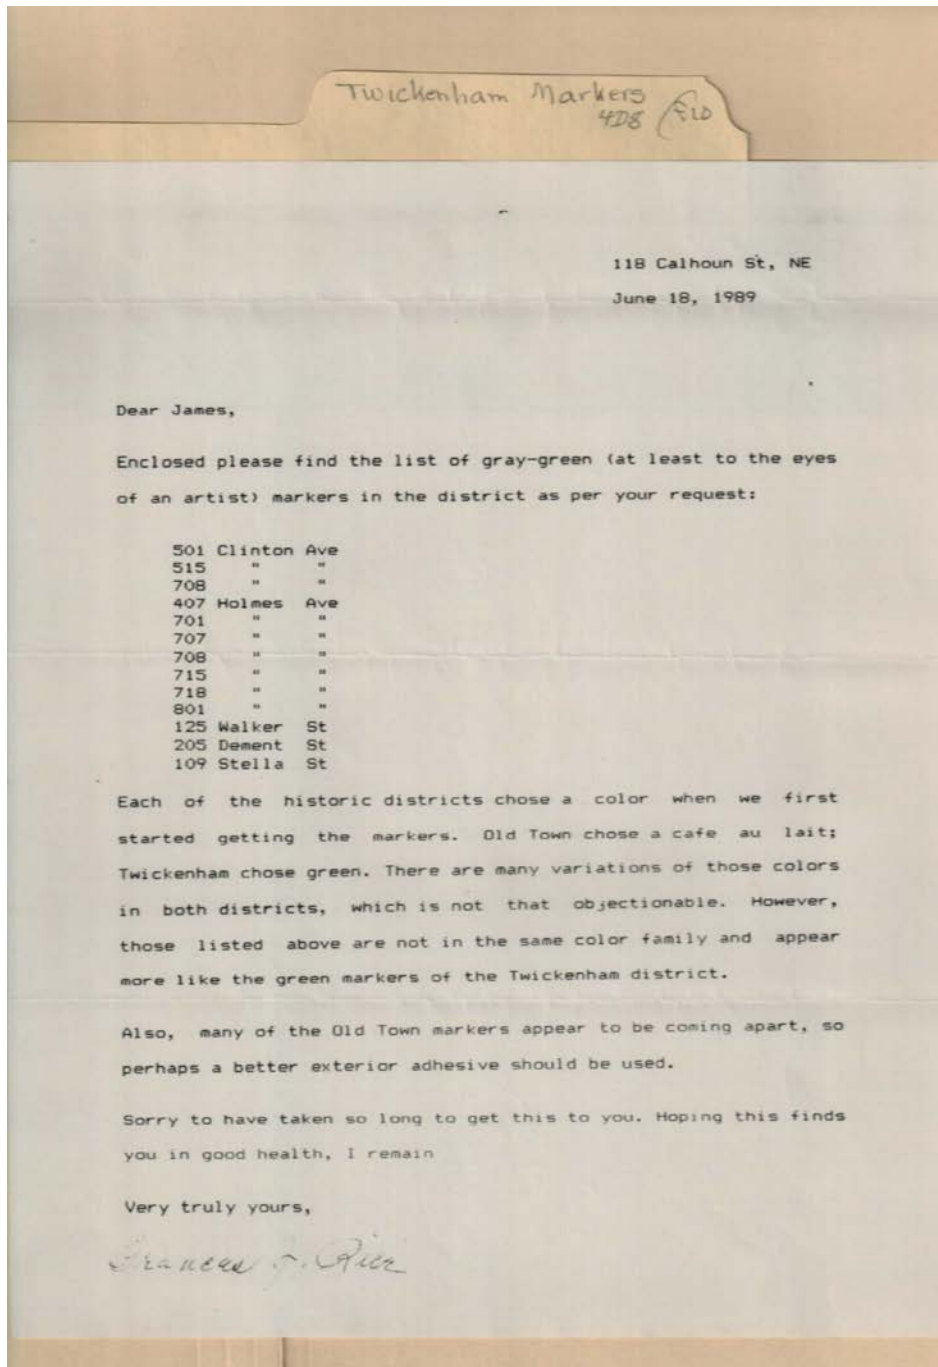 Twickenham Markers
4D8 FLD
118 Calhoun St, NE
June 18, 1989
Dear James,
Enclosed please find the list of gray-green (at least to the eyes
of an artist) markers in the district as per your request:
501 Clinton Ave
515 " "
708 " "
407 Holmes Ave
701 " "
707 " "
708 " "
715 " "
718 " "
801 " "
125 Walker St
205 Dement St
109 Stella St
Each of the historic districts chose a color when we first
started getting the markers. Old Town chose a cafe au lait;
Twickenham chose green. There are many variations of those colors
in both districts, which is not that objectionable. However,
those listed above are not in the same color family and appear
more like the green markers of the Twickenham district.
Also, many of the Old Town markers appear to be coming apart, so
perhaps a better exterior adhesive should be used.
Sorry to have taken so long to get this to you. Hoping this finds
you in good health, I remain
Very truly yours,
Frances